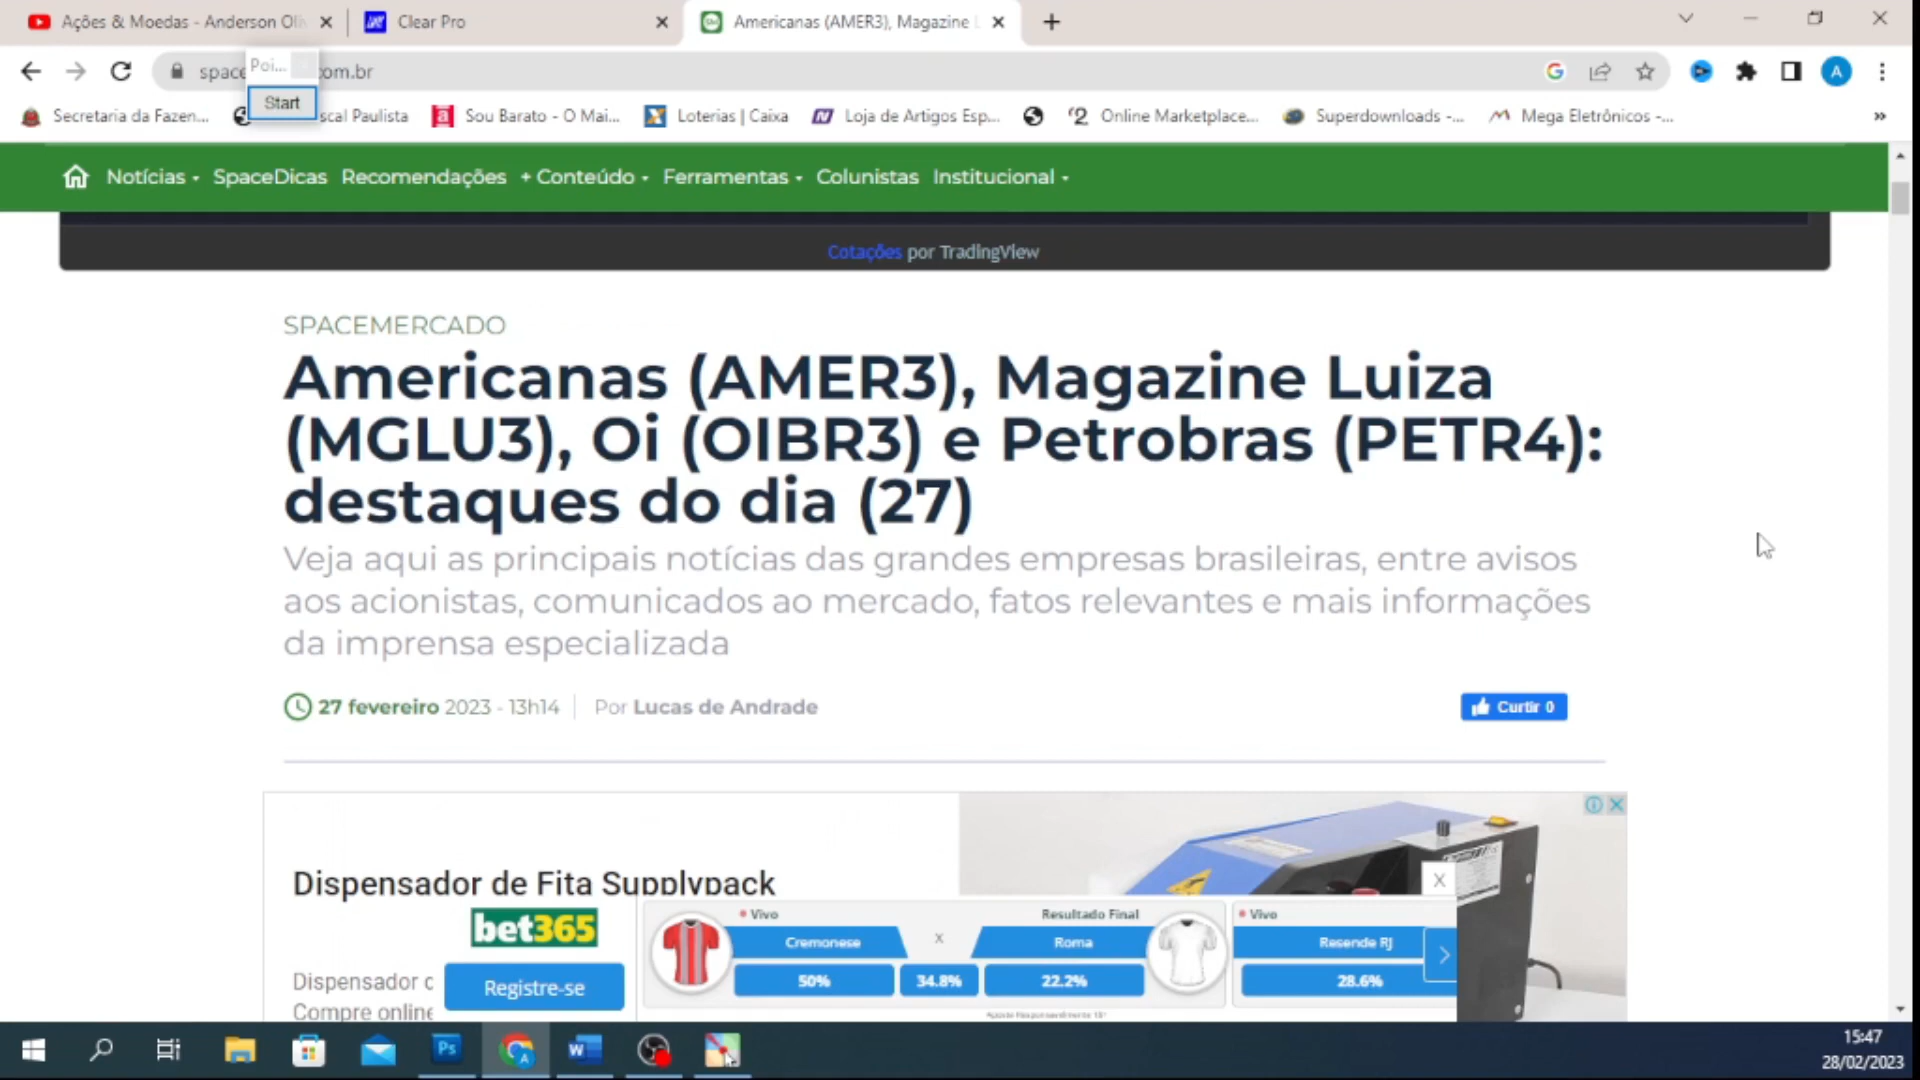 Ações & Moedas - Anderson Oli
Clear Pro
Americanas (AMER3), Magazine L
Poi...
space
om.br
Start
Secretaria da Fazen...
scal Paulista
Sou Barato - O Mai...
Loterias | Caixa
Loja de Artigos Esp...
Online Marketplace...
Superdownloads -...
Mega Eletrônicos -...
Notícias
SpaceDicas
Recomendações
+ Conteúdo
Ferramentas
Colunistas
Institucional
Cotações por TradingView
SPACEMERCADO
Americanas (AMER3), Magazine Luiza
(MGLU3), Oi (OIBR3) e Petrobras (PETR4):
destaques do dia (27)
Veja aqui as principais notícias das grandes empresas brasileiras, entre avisos
aos acionistas, comunicados ao mercado, fatos relevantes e mais informações
da imprensa especializada
27 fevereiro 2023 - 13h14
Por Lucas de Andrade
Curtir 0
Dispensador de Fita Supplypack
bet365
Vivo
Resultado Final
Vivo
Cremonese
x
Roma
Resende RJ
50%
34.8%
22.2%
28.6%
Dispensador
Registre-se
Compre online
X
15:47
28/02/2023